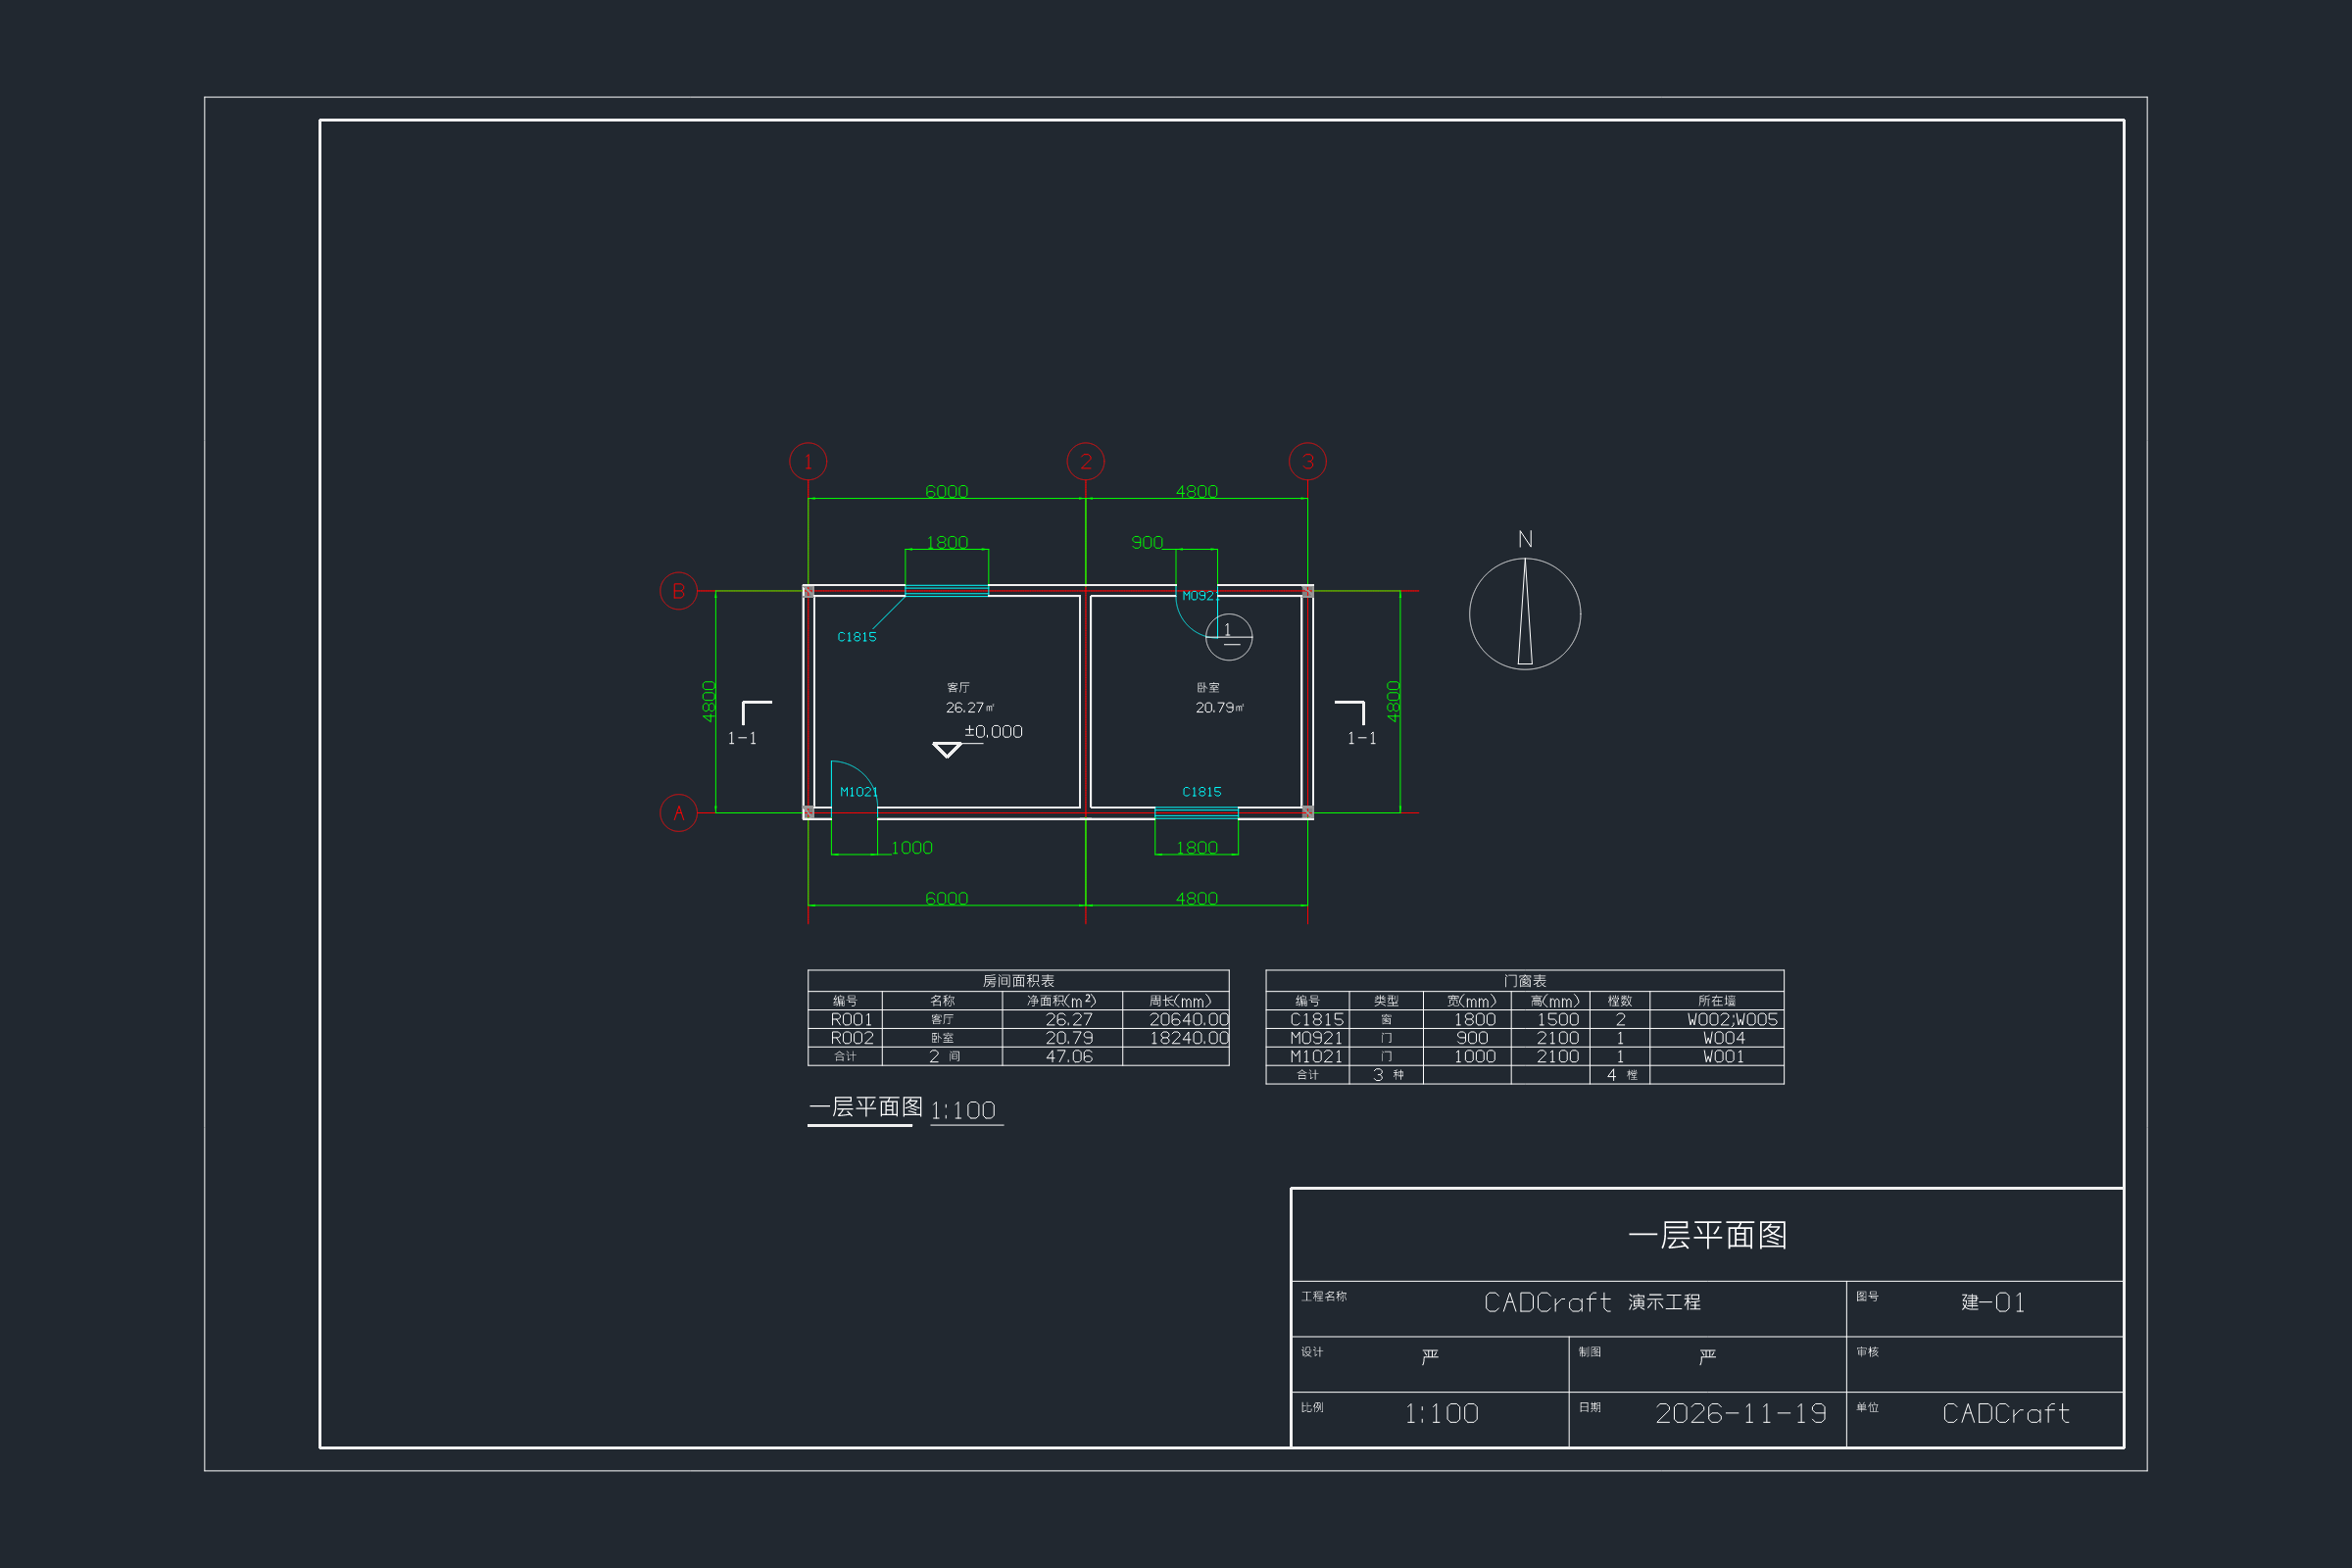 1 2 3
6000 4800
1800 900
N
B
M0921
C1815
1
客厅 卧室
26.27㎡ 20.79㎡
4800 4800
±0.000
1-1 1-1
M1021 C1815
A
1000 1800
6000 4800
房间面积表
编号 名称 净面积(m²) 周长(mm)
R001 客厅 26.27 20640.00
R002 卧室 20.79 18240.00
合计 2 间 47.06
门窗表
编号 类型 宽(mm) 高(mm) 樘数 所在墙
C1815 窗 1800 1500 2 W002;W005
M0921 门 900 2100 1 W004
M1021 门 1000 2100 1 W001
合计 3 种 4 樘
一层平面图 1:100
一层平面图
工程名称 CADCraft 演示工程 图号 建-01
设计 严 制图 严 审核
比例 1:100 日期 2026-11-19 单位 CADCraft